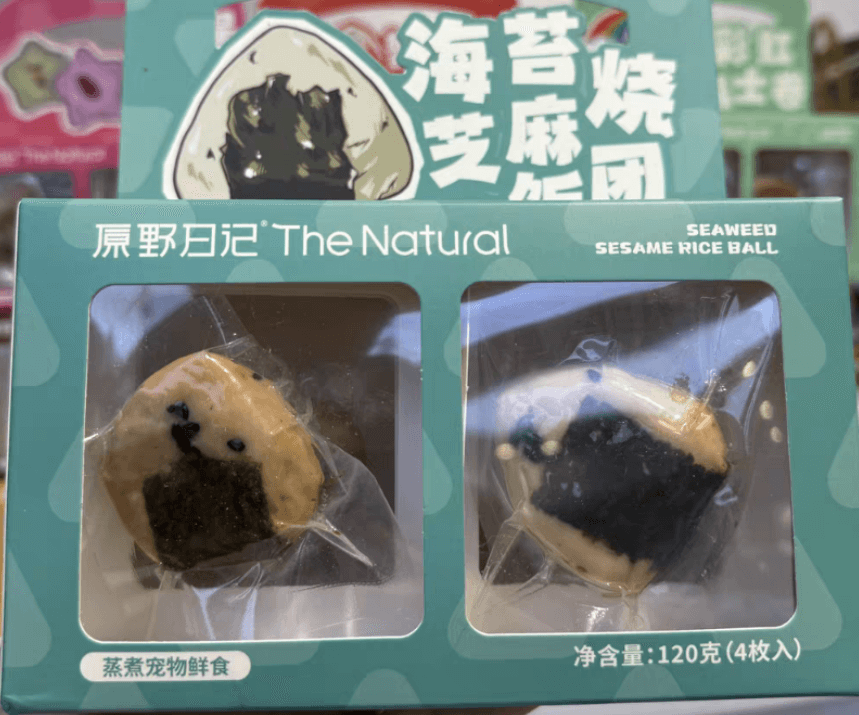 海苔
芝麻
烧
团
原野日记® The Natural
SEAWEED
SESAME RICE BALL
蒸煮宠物鲜食
净含量:120克(4枚入)